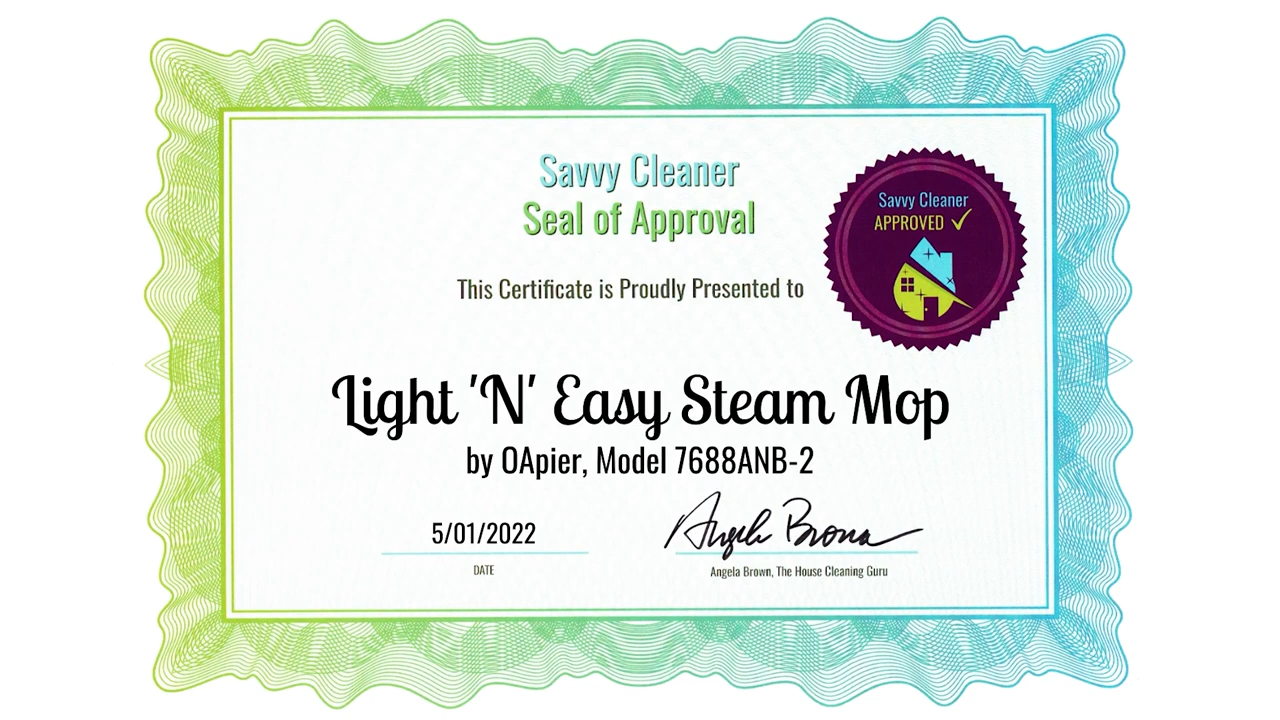 Savvy Cleaner
Seal of Approval
Savvy Cleaner
APPROVED ✓
This Certificate is Proudly Presented to
Light 'N' Easy Steam Mop
by OApier, Model 7688ANB-2
5/01/2022
Angela Brown
DATE
Angela Brown, The House Cleaning Guru